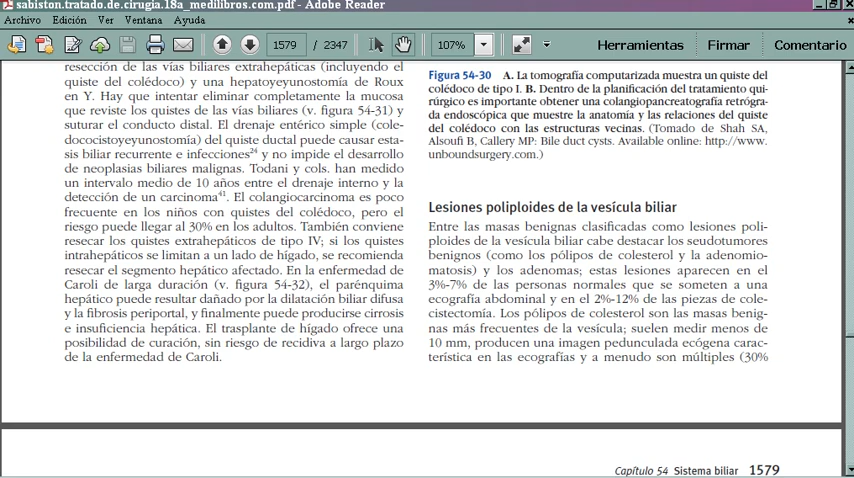 sabiston.tratado.de.cirugia.18a_medilibros.com.pdf - Adobe Reader
Archivo Edición Ver Ventana Ayuda
1579 / 2347 107% Herramientas Firmar Comentario
resección de las vías biliares extrahepáticas (incluyendo el
quiste del colédoco) y una hepatoyeyunostomía de Roux
en Y. Hay que intentar eliminar completamente la mucosa
que reviste los quistes de las vías biliares (v. figura 54-31) y
suturar el conducto distal. El drenaje entérico simple (cole-
dococistoyeyunostomía) del quiste ductal puede causar esta-
sis biliar recurrente e infecciones24 y no impide el desarrollo
de neoplasias biliares malignas. Todani y cols. han medido
un intervalo medio de 10 años entre el drenaje interno y la
detección de un carcinoma41. El colangiocarcinoma es poco
frecuente en los niños con quistes del colédoco, pero el
riesgo puede llegar al 30% en los adultos. También conviene
resecar los quistes extrahepáticos de tipo IV; si los quistes
intrahepáticos se limitan a un lado de hígado, se recomienda
resecar el segmento hepático afectado. En la enfermedad de
Caroli de larga duración (v. figura 54-32), el parénquima
hepático puede resultar dañado por la dilatación biliar difusa
y la fibrosis periportal, y finalmente puede producirse cirrosis
e insuficiencia hepática. El trasplante de hígado ofrece una
posibilidad de curación, sin riesgo de recidiva a largo plazo
de la enfermedad de Caroli.
Figura 54-30 A. La tomografía computarizada muestra un quiste del
colédoco de tipo I. B. Dentro de la planificación del tratamiento qui-
rúrgico es importante obtener una colangiopancreatografía retrógra-
da endoscópica que muestre la anatomía y las relaciones del quiste
del colédoco con las estructuras vecinas. (Tomado de Shah SA,
Alsoufi B, Callery MP: Bile duct cysts. Available online: http://www.
unboundsurgery.com.)
Lesiones poliploides de la vesícula biliar
Entre las masas benignas clasificadas como lesiones poli-
ploides de la vesícula biliar cabe destacar los seudotumores
benignos (como los pólipos de colesterol y la adenomio-
matosis) y los adenomas; estas lesiones aparecen en el
3%-7% de las personas normales que se someten a una
ecografía abdominal y en el 2%-12% de las piezas de cole-
cistectomía. Los pólipos de colesterol son las masas benig-
nas más frecuentes de la vesícula; suelen medir menos de
10 mm, producen una imagen pedunculada ecógena carac-
terística en las ecografías y a menudo son múltiples (30%
Capítulo 54 Sistema biliar 1579